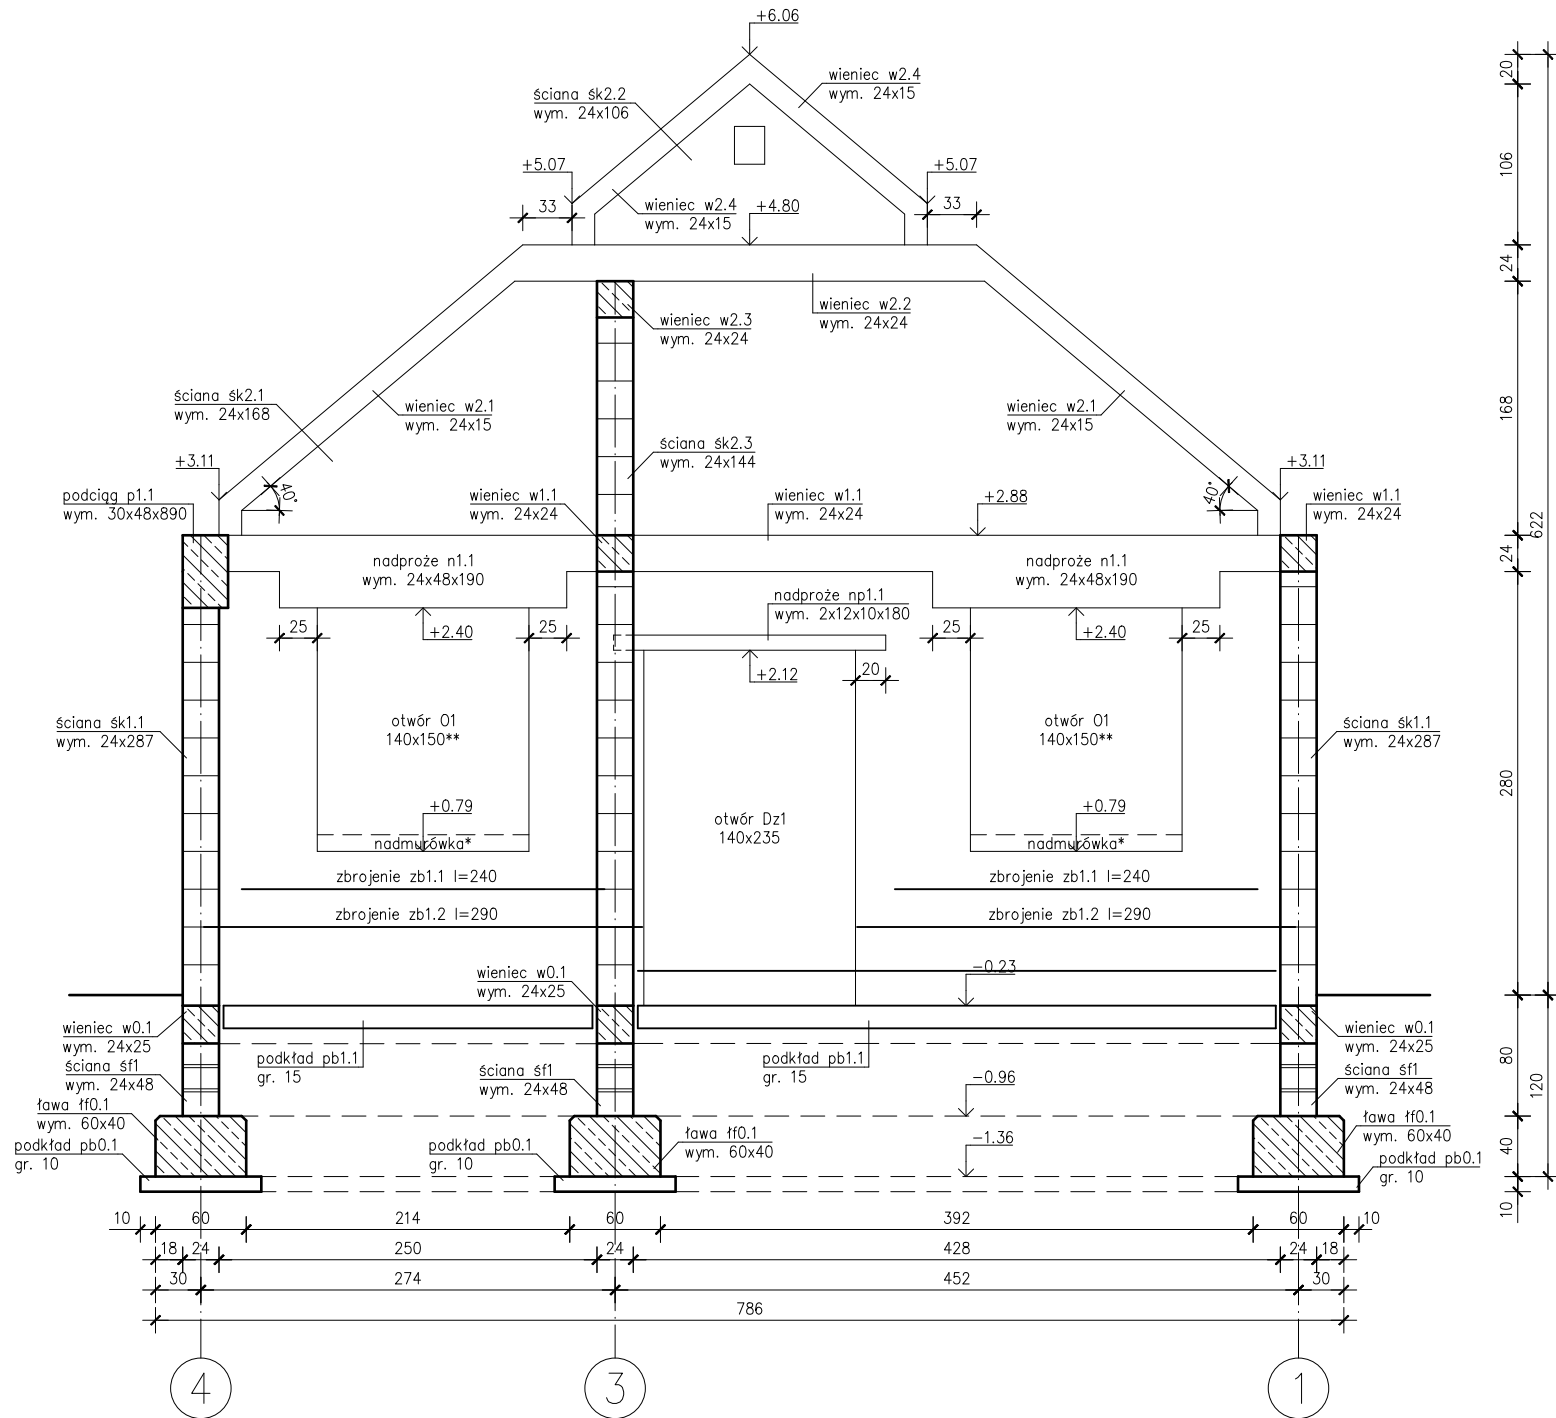 +6.06
20
wieniec w2.4
wym. 24x15
ściana śk2.2
wym. 24x106
+5.07
+5.07
106
33
wieniec w2.4
wym. 24x15
+4.80
33
24
wieniec w2.3
wym. 24x24
wieniec w2.2
wym. 24x24
ściana śk2.1
wym. 24x168
wieniec w2.1
wym. 24x15
wieniec w2.1
wym. 24x15
168
ściana śk2.3
wym. 24x144
+3.11
+3.11
podciąg p1.1
wym. 30x48x890
40°
wieniec w1.1
wym. 24x24
wieniec w1.1
wym. 24x24
+2.88
40°
wieniec w1.1
wym. 24x24
622
24
nadproże n1.1
wym. 24x48x190
nadproże n1.1
wym. 24x48x190
nadproże np1.1
wym. 2x12x10x180
25
+2.40
25
25
+2.40
25
+2.12
20
ściana śk1.1
wym. 24x287
otwór O1
140x150**
otwór O1
140x150**
ściana śk1.1
wym. 24x287
280
+0.79
+0.79
otwór Dz1
140x235
nadmurówka*
nadmurówka*
zbrojenie zb1.1 l=240
zbrojenie zb1.1 l=240
zbrojenie zb1.2 l=290
zbrojenie zb1.2 l=290
wieniec w0.1
wym. 24x25
-0.23
wieniec w0.1
wym. 24x25
wieniec w0.1
wym. 24x25
podkład pb1.1
gr. 15
podkład pb1.1
gr. 15
80
ściana śf1
wym. 24x48
ściana śf1
wym. 24x48
-0.96
ściana śf1
wym. 24x48
120
ława łf0.1
wym. 60x40
ława łf0.1
wym. 60x40
ława łf0.1
wym. 60x40
podkład pb0.1
gr. 10
podkład pb0.1
gr. 10
-1.36
40
podkład pb0.1
gr. 10
10
10 60 214 60 392 60 10
18 24 250 24 428 24 18
30 274 452 30
786
4 3 1